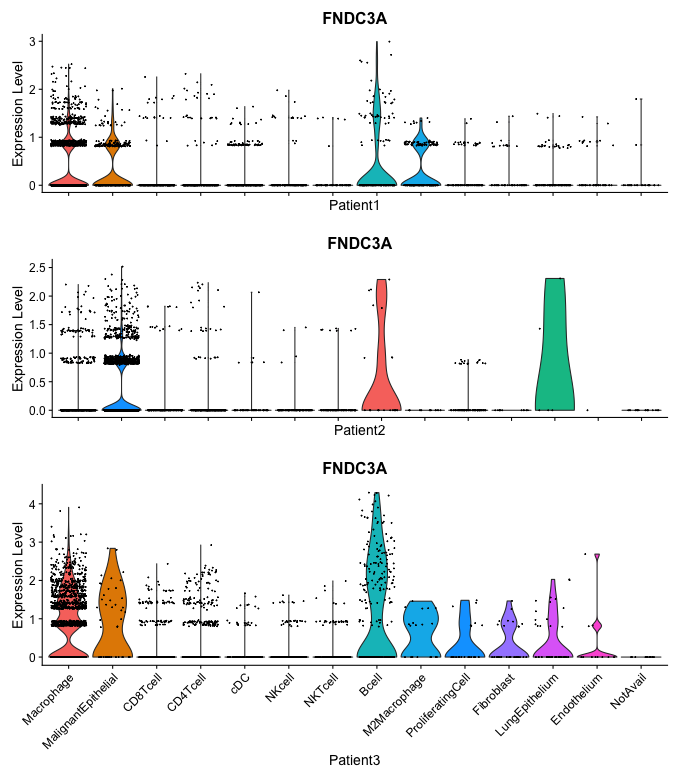 FNDC3A
Expression Level
3
2
1
0
Patient1
FNDC3A
Expression Level
2.5
2.0
1.5
1.0
0.5
0.0
Patient2
FNDC3A
Expression Level
4
3
2
1
0
Macrophage
MalignantEpithelial
CD8Tcell
CD4Tcell
cDC
NKcell
NKTcell
Bcell
M2Macrophage
ProliferatingCell
Fibroblast
LungEpithelium
Endothelium
NotAvail
Patient3